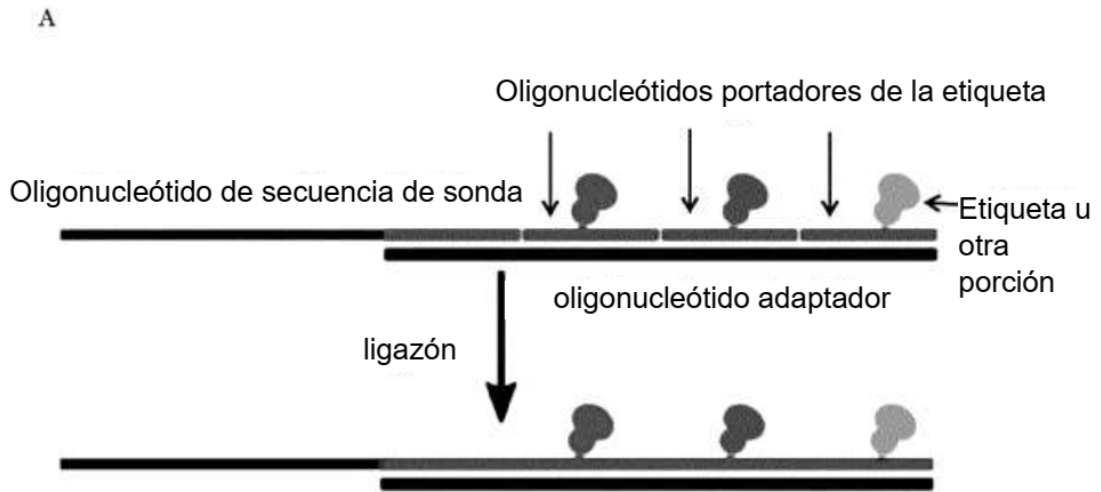 A
Oligonucleótidos portadores de la etiqueta
Oligonucleótido de secuencia de sonda
Etiqueta u
otra
porción
oligonucleótido adaptador
ligazón